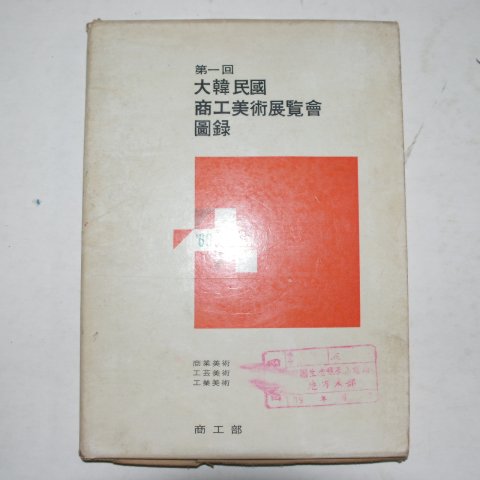 第一回
大韓民國
商工美術展覽會
圖録
'66
商業美術
工芸美術
工業美術
商工部